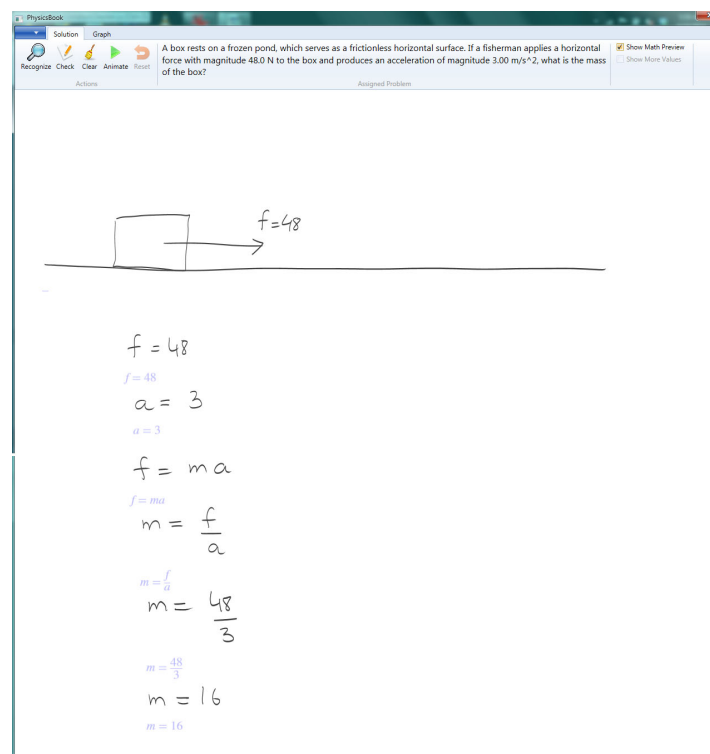 PhysicsBook
Solution Graph
Recognize Check Clear Animate Reset
Actions
A box rests on a frozen pond, which serves as a frictionless horizontal surface. If a fisherman applies a horizontal
force with magnitude 48.0 N to the box and produces an acceleration of magnitude 3.00 m/s^2, what is the mass
of the box?
Assigned Problem
Show Math Preview
Show More Values
f=48
f = 48
f = 48
a = 3
a = 3
f = ma
f = ma
m = f/a
m = f/a
m = 48/3
m = 48/3
m = 16
m = 16